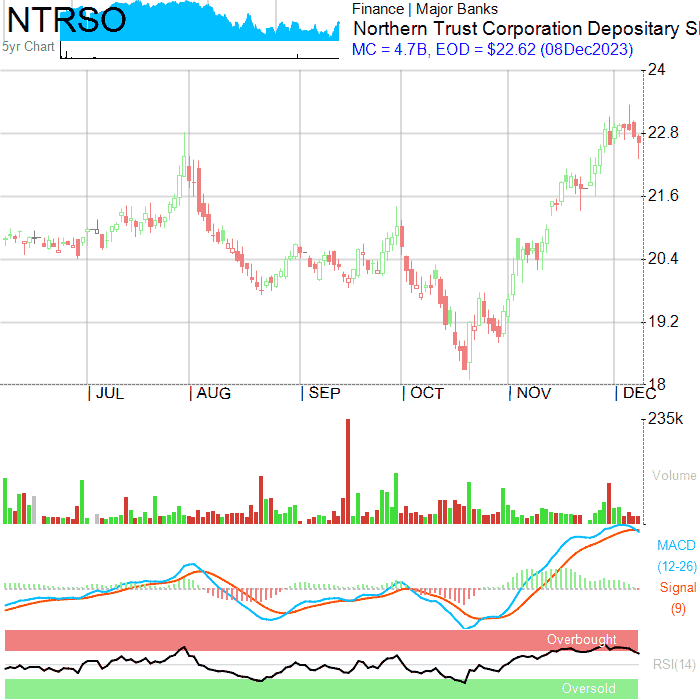 NTRSO
5yr Chart
Finance | Major Banks
Northern Trust Corporation Depositary S
MC = 4.7B, EOD = $22.62 (08Dec2023)
24
22.8
21.6
20.4
19.2
18
JUL AUG SEP OCT NOV DEC
235k
Volume
MACD
(12-26)
Signal
(9)
Overbought
RSI(14)
Oversold